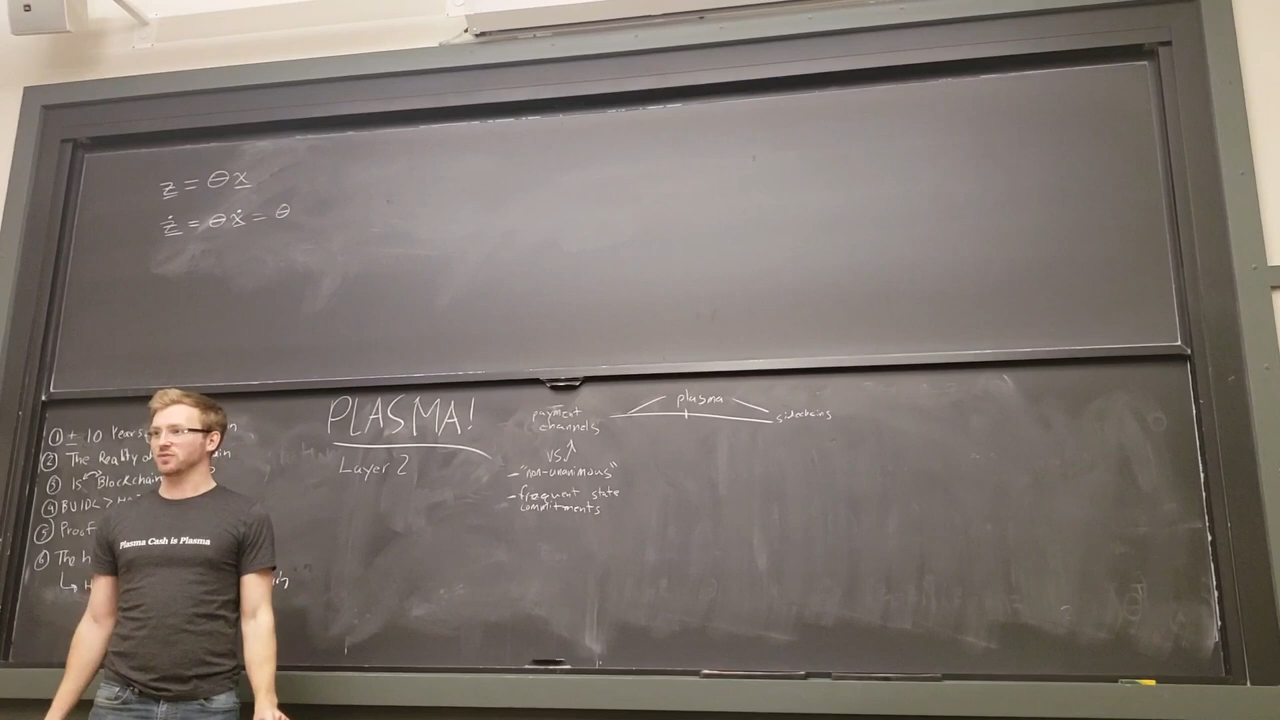 z = θx
ż = θẋ = θ
① ± 10 Years
② The Reality of
③ Is Blockchain
④ BUIDL > 
⑤ Proof
⑥ The
↳
PLASMA!
Layer 2
plasma
payment
channels
sidechains
vs.
- "non-unanimous"
- frequent state
commitments
Plasma Cash is Plasma